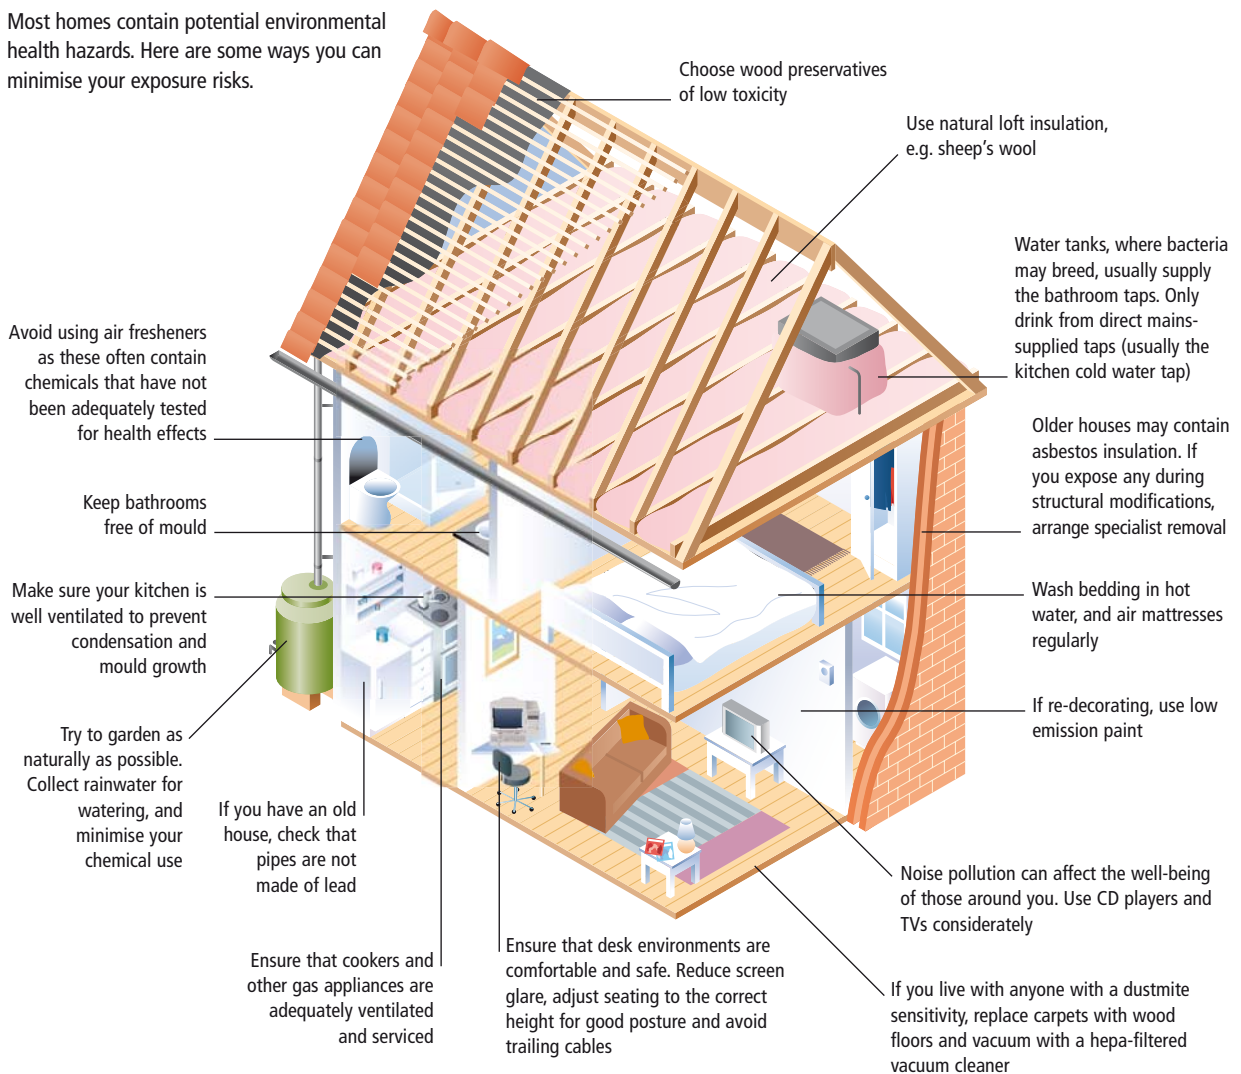 Most homes contain potential environmental
health hazards. Here are some ways you can
minimise your exposure risks.
Choose wood preservatives
of low toxicity
Use natural loft insulation,
e.g. sheep's wool
Water tanks, where bacteria
may breed, usually supply
the bathroom taps. Only
drink from direct mains-
supplied taps (usually the
kitchen cold water tap)
Older houses may contain
asbestos insulation. If
you expose any during
structural modifications,
arrange specialist removal
Wash bedding in hot
water, and air mattresses
regularly
If re-decorating, use low
emission paint
Noise pollution can affect the well-being
of those around you. Use CD players and
TVs considerately
If you live with anyone with a dustmite
sensitivity, replace carpets with wood
floors and vacuum with a hepa-filtered
vacuum cleaner
Ensure that desk environments are
comfortable and safe. Reduce screen
glare, adjust seating to the correct
height for good posture and avoid
trailing cables
Ensure that cookers and
other gas appliances are
adequately ventilated
and serviced
If you have an old
house, check that
pipes are not
made of lead
Try to garden as
naturally as possible.
Collect rainwater for
watering, and
minimise your
chemical use
Make sure your kitchen is
well ventilated to prevent
condensation and
mould growth
Keep bathrooms
free of mould
Avoid using air fresheners
as these often contain
chemicals that have not
been adequately tested
for health effects